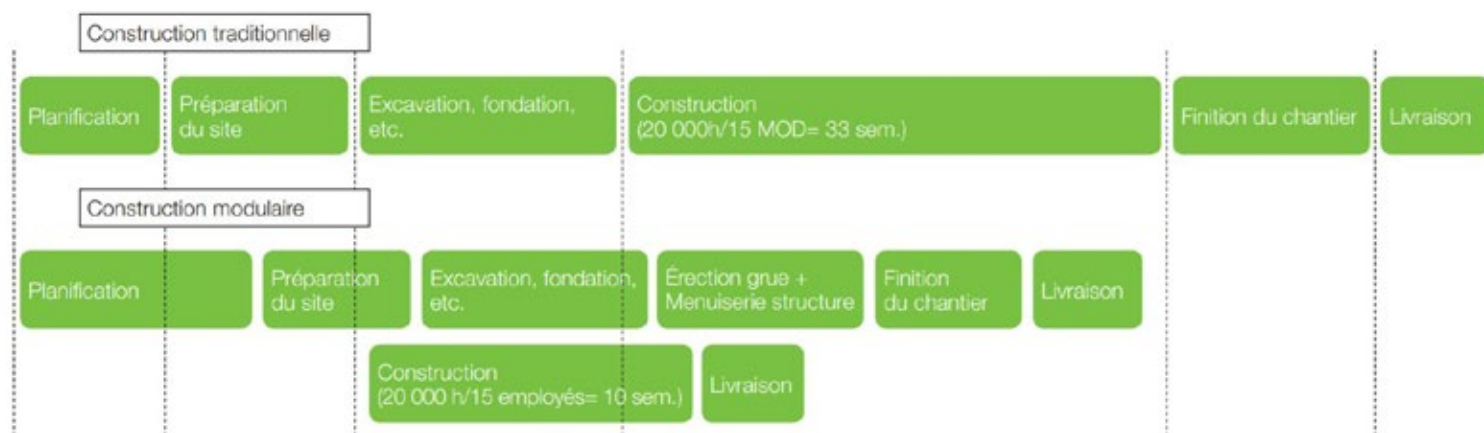 Construction traditionnelle
Planification
Préparation
du site
Excavation, fondation,
etc.
Construction
(20 000h/15 MOD= 33 sem.)
Finition du chantier
Livraison
Construction modulaire
Planification
Préparation
du site
Excavation, fondation,
etc.
Érection grue +
Menuiserie structure
Finition
du chantier
Livraison
Construction
(20 000 h/15 employés= 10 sem.)
Livraison